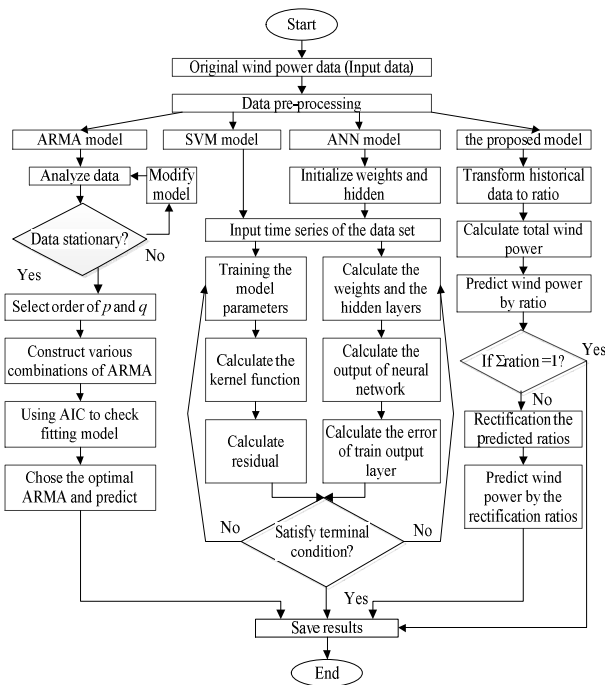 Start
Original wind power data (Input data)
Data pre-processing
ARMA model
SVM model
ANN model
the proposed model
Analyze data
Modify
model
Initialize weights and
hidden
Transform historical
data to ratio
Data stationary?
No
Yes
Input time series of the data set
Calculate total wind
power
Training the
model
parameters
Calculate the
weights and the
hidden layers
Predict wind power
by ratio
Select order of p and q
If Σration =1?
Yes
No
Construct various
combinations of ARMA
Calculate the
kernel function
Calculate the
output of neural
network
Using AIC to check
fitting model
Rectification the
predicted ratios
Calculate
residual
Calculate the error
of train output
layer
Chose the optimal
ARMA and predict
Predict wind
power by the
rectification ratios
No
Satisfy terminal
condition?
No
Yes
Save results
End